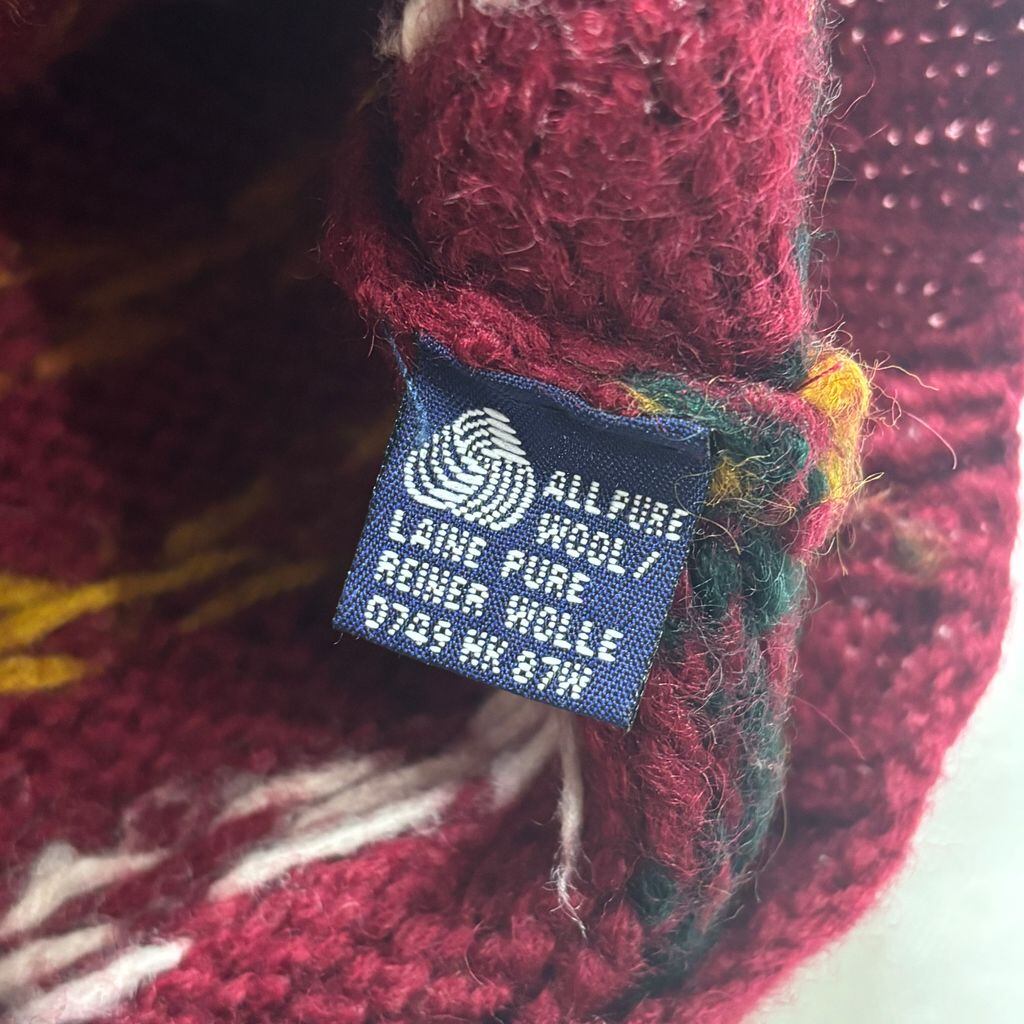 ALL PURE
WOOL/
LAINE PURE
REINER WOLLE
0749 HK 87W